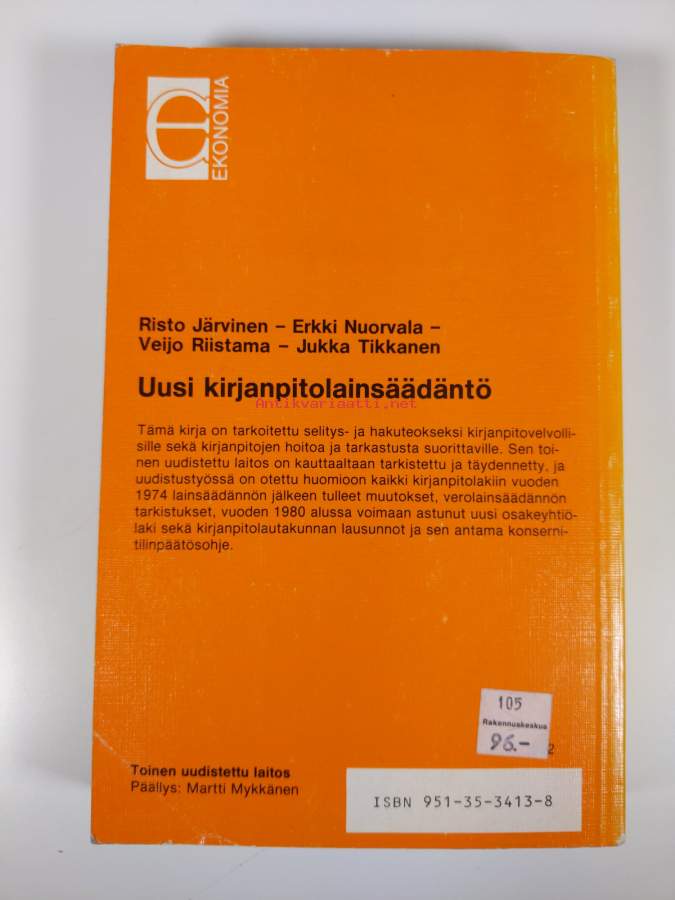 EKONOMIA
Risto Järvinen – Erkki Nuorvala –
Veijo Riistama – Jukka Tikkanen
Uusi kirjanpitolainsäädäntö
Antikvariaatti.net
Tämä kirja on tarkoitettu selitys- ja hakuteokseksi kirjanpitovelvolli-
sille sekä kirjanpitojen hoitoa ja tarkastusta suorittaville. Sen toi-
nen uudistettu laitos on kauttaaltaan tarkistettu ja täydennetty, ja
uudistustyössä on otettu huomioon kaikki kirjanpitolakiin vuoden
1974 lainsäädännön jälkeen tulleet muutokset, verolainsäädännön
tarkistukset, vuoden 1980 alussa voimaan astunut uusi osakeyhtiö-
laki sekä kirjanpitolautakunnan lausunnot ja sen antama konserni-
tilinpäätösohje.
105
Rakennuskeskus
96.-
2
Toinen uudistettu laitos
Päällys: Martti Mykkänen
ISBN 951-35-3413-8